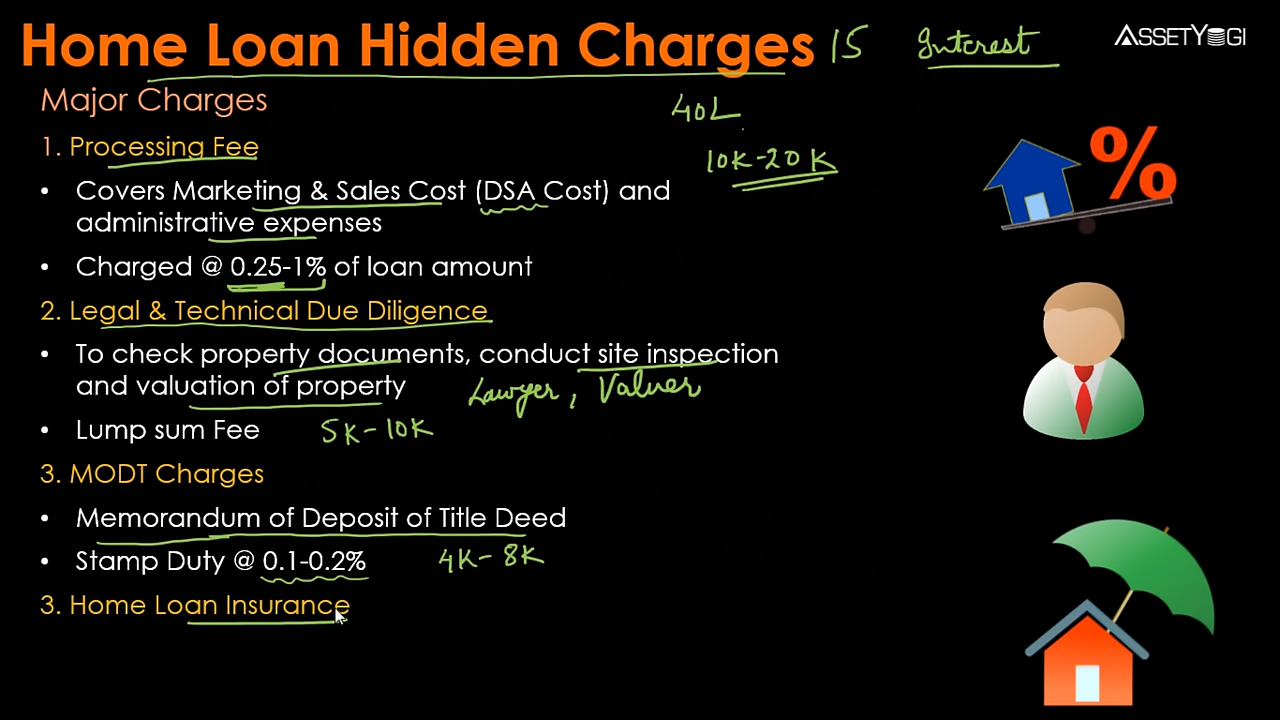 Home Loan Hidden Charges 15 Interest
ASSETYOGI
Major Charges
40L
1. Processing Fee
10K-20K
• Covers Marketing & Sales Cost (DSA Cost) and
administrative expenses
• Charged @ 0.25-1% of loan amount
2. Legal & Technical Due Diligence
• To check property documents, conduct site inspection
and valuation of property
Lawyer, Valuer
• Lump sum Fee 5K-10K
3. MODT Charges
• Memorandum of Deposit of Title Deed
• Stamp Duty @ 0.1-0.2% 4K-8K
3. Home Loan Insurance
%